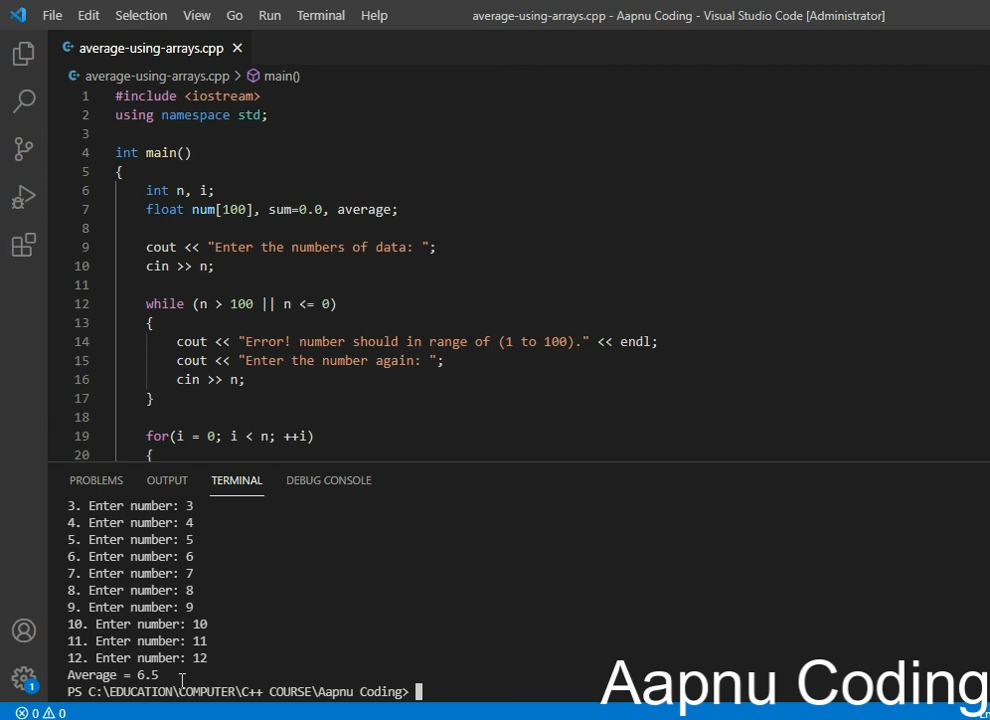 File Edit Selection View Go Run Terminal Help average-using-arrays.cpp - Aapnu Coding - Visual Studio Code [Administrator]
average-using-arrays.cpp
average-using-arrays.cpp > main()
1 #include <iostream>
2 using namespace std;
3
4 int main()
5 {
6 int n, i;
7 float num[100], sum=0.0, average;
8
9 cout << "Enter the numbers of data: ";
10 cin >> n;
11
12 while (n > 100 || n <= 0)
13 {
14 cout << "Error! number should in range of (1 to 100)." << endl;
15 cout << "Enter the number again: ";
16 cin >> n;
17 }
18
19 for(i = 0; i < n; ++i)
20 {
PROBLEMS OUTPUT TERMINAL DEBUG CONSOLE
3. Enter number: 3
4. Enter number: 4
5. Enter number: 5
6. Enter number: 6
7. Enter number: 7
8. Enter number: 8
9. Enter number: 9
10. Enter number: 10
11. Enter number: 11
12. Enter number: 12
Average = 6.5
PS C:\EDUCATION\COMPUTER\C++ COURSE\Aapnu Coding>
Aapnu Coding
1
0 0